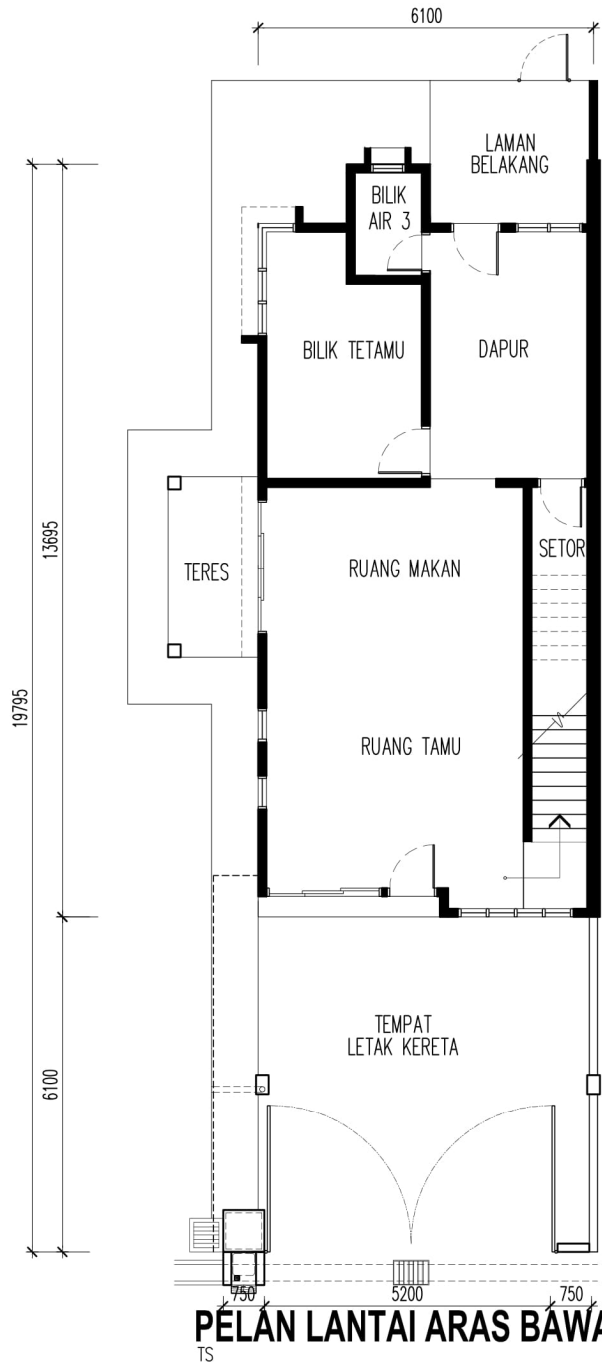 6100
LAMAN
BELAKANG
BILIK
AIR 3
BILIK TETAMU
DAPUR
13695
TERES
RUANG MAKAN
SETOR
19795
RUANG TAMU
TEMPAT
LETAK KERETA
6100
750
5200
750
PELAN LANTAI ARAS BAWA
TS